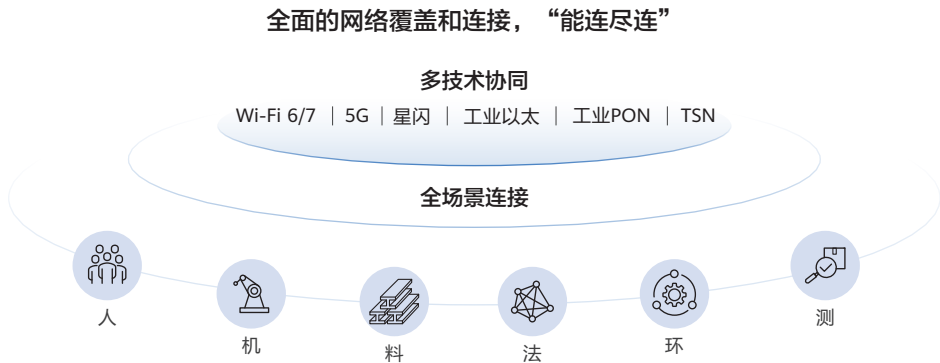 全面的网络覆盖和连接，“能连尽连”
多技术协同
Wi-Fi 6/7 | 5G | 星闪 | 工业以太 | 工业PON | TSN
全场景连接
人
机
料
法
环
测